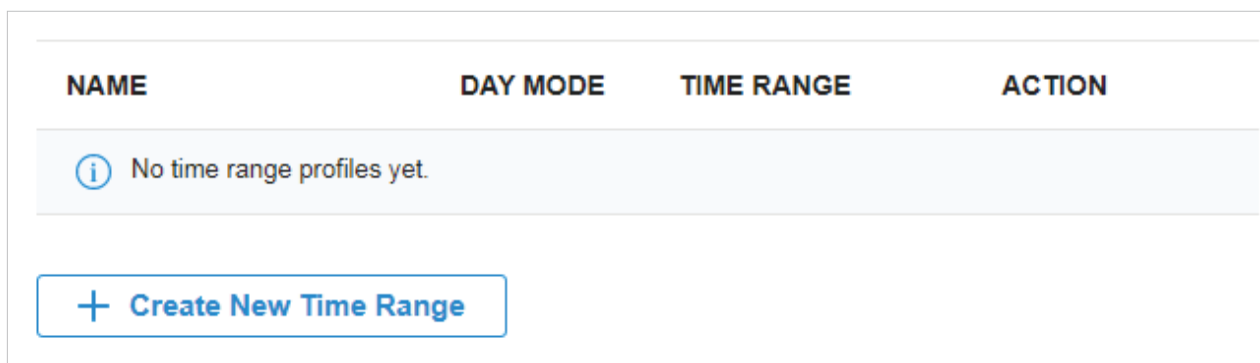 NAME DAY MODE TIME RANGE ACTION
No time range profiles yet.
Create New Time Range